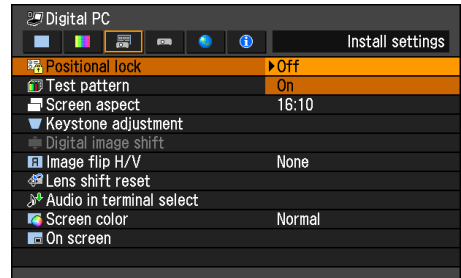 Digital PC
Install settings
Positional lock Off
Test pattern On
Screen aspect 16:10
Keystone adjustment
Digital image shift
Image flip H/V None
Lens shift reset
Audio in terminal select
Screen color Normal
On screen